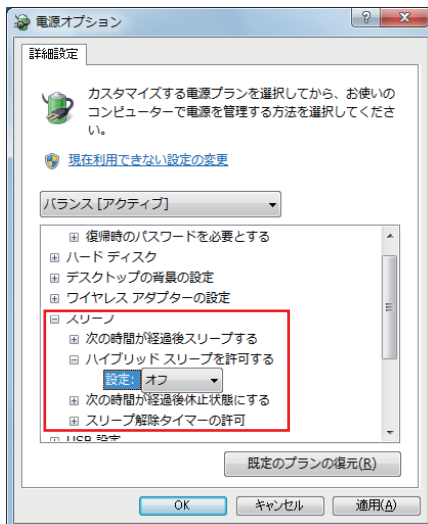 電源オプション
詳細設定
カスタマイズする電源プランを選択してから、お使いの
コンピューターで電源を管理する方法を選択してくださ
い。
現在利用できない設定の変更
バランス [アクティブ]
復帰時のパスワードを必要とする
ハード ディスク
デスクトップの背景の設定
ワイヤレス アダプターの設定
スリープ
次の時間が経過後スリープする
ハイブリッド スリープを許可する
設定: オフ
次の時間が経過後休止状態にする
スリープ解除タイマーの許可
USB 設定
既定のプランの復元(R)
OK キャンセル 適用(A)